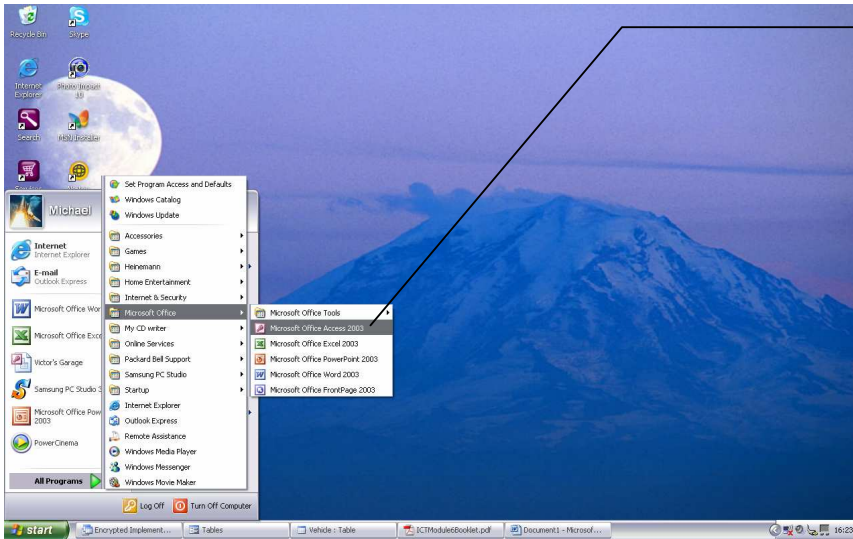 Recycle Bin
Skype
Internet Explorer
Photo Impact 10
Search
MSN Installer
Michael
Internet
Internet Explorer
E-mail
Outlook Express
Microsoft Office Wor
Microsoft Office Exce
Victor's Garage
Samsung PC Studio 3
Microsoft Office Pow
2003
PowerCinema
All Programs
Set Program Access and Defaults
Windows Catalog
Windows Update
Accessories
Games
Heinemann
Home Entertainment
Internet & Security
Microsoft Office
My CD writer
Online Services
Packard Bell Support
Samsung PC Studio
Startup
Internet Explorer
Outlook Express
Remote Assistance
Windows Media Player
Windows Messenger
Windows Movie Maker
Microsoft Office Tools
Microsoft Office Access 2003
Microsoft Office Excel 2003
Microsoft Office PowerPoint 2003
Microsoft Office Word 2003
Microsoft Office FrontPage 2003
Log Off
Turn Off Computer
start
Encrypted Implement...
Tables
Vehicle : Table
ICTModule6Booklet.pdf
Document1 - Microsof...
16:23